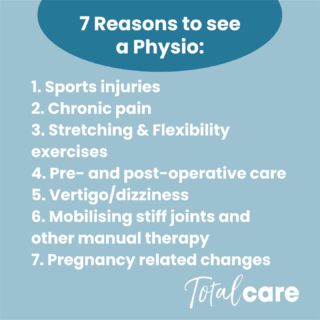 7 Reasons to see
a Physio:
1. Sports injuries
2. Chronic pain
3. Stretching & Flexibility
exercises
4. Pre- and post-operative care
5. Vertigo/dizziness
6. Mobilising stiff joints and
other manual therapy
7. Pregnancy related changes
Total care